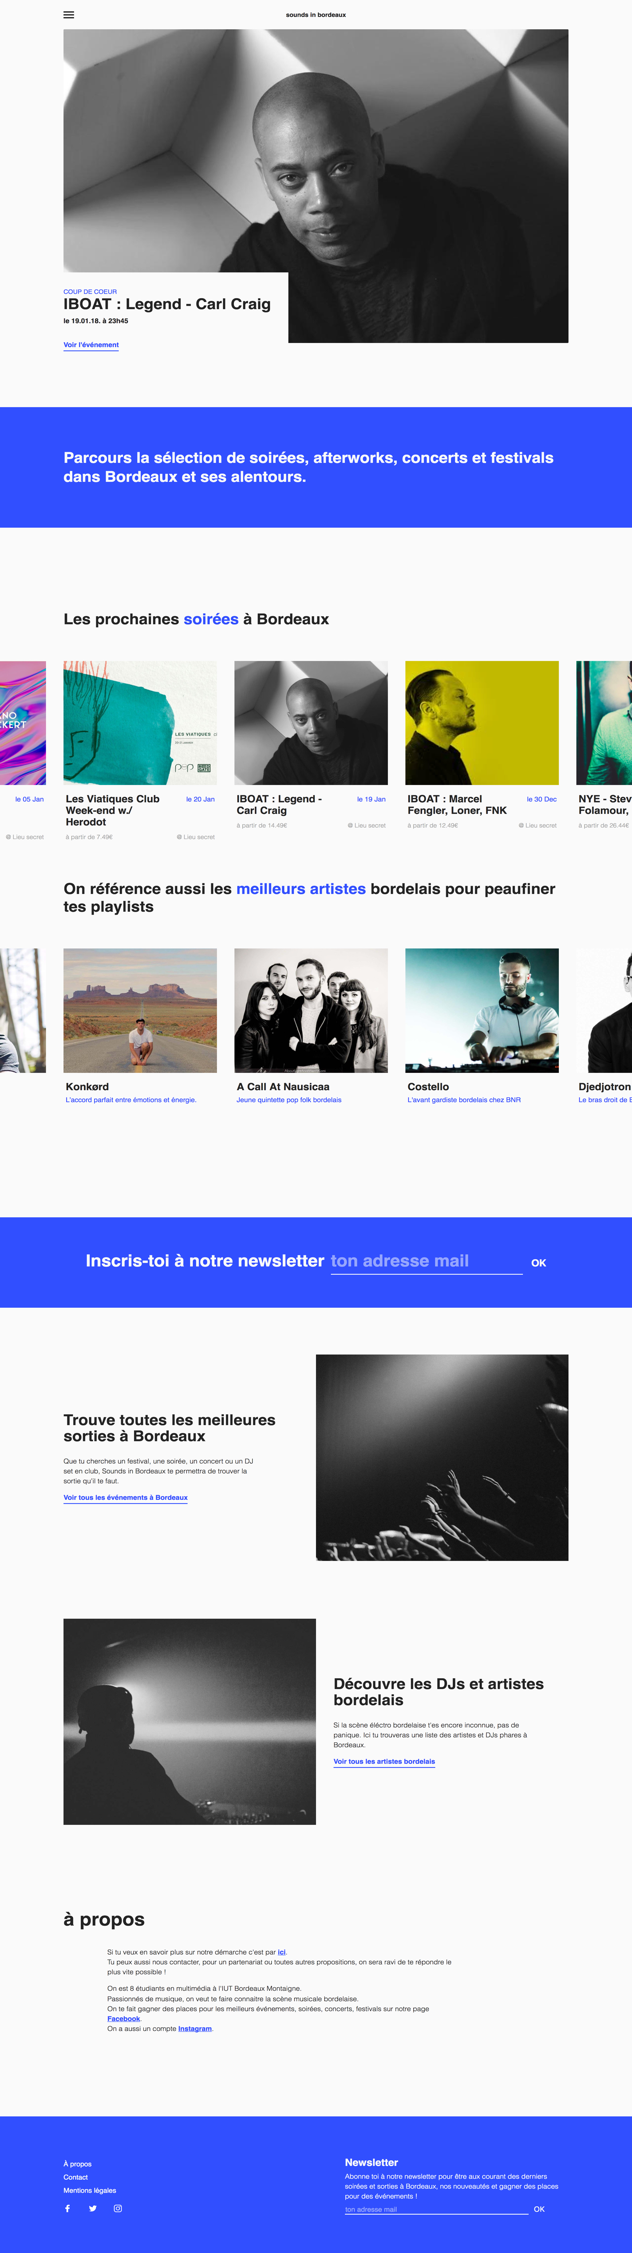 sounds in bordeaux
COUP DE COEUR
IBOAT : Legend - Carl Craig
le 19.01.18. à 23h45
Voir l'événement
Parcours la sélection de soirées, afterworks, concerts et festivals
dans Bordeaux et ses alentours.
Les prochaines soirées à Bordeaux
LES VIATIQUES
le 05 Jan
Lieu secret
Les Viatiques Club
Week-end w./
Herodot
le 20 Jan
à partir de 7.49€
Lieu secret
IBOAT : Legend -
Carl Craig
le 19 Jan
à partir de 14.49€
Lieu secret
IBOAT : Marcel
Fengler, Loner, FNK
le 30 Dec
à partir de 12.49€
Lieu secret
NYE - Stev
Folamour,
à partir de 26.44€
On référence aussi les meilleurs artistes bordelais pour peaufiner
tes playlists
Konkørd
L'accord parfait entre émotions et énergie.
A Call At Nausicaa
Jeune quintette pop folk bordelais
Costello
L'avant gardiste bordelais chez BNR
Djedjotron
Le bras droit de
Inscris-toi à notre newsletter ton adresse mail OK
Trouve toutes les meilleures
sorties à Bordeaux
Que tu cherches un festival, une soirée, un concert ou un DJ
set en club, Sounds in Bordeaux te permettra de trouver la
sortie qu'il te faut.
Voir tous les événements à Bordeaux
Découvre les DJs et artistes
bordelais
Si la scène éléctro bordelaise t'es encore inconnue, pas de
panique. Ici tu trouveras une liste des artistes et DJs phares à
Bordeaux.
Voir tous les artistes bordelais
à propos
Si tu veux en savoir plus sur notre démarche c'est par ici.
Tu peux aussi nous contacter, pour un partenariat ou toutes autres propositions, on sera ravi de te répondre le
plus vite possible !
On est 8 étudiants en multimédia à l'IUT Bordeaux Montaigne.
Passionnés de musique, on veut te faire connaitre la scène musicale bordelaise.
On te fait gagner des places pour les meilleurs événements, soirées, concerts, festivals sur notre page
Facebook.
On a aussi un compte Instagram.
À propos
Contact
Mentions légales
Newsletter
Abonne toi à notre newsletter pour être aux courant des derniers
soirées et sorties à Bordeaux, nos nouveautés et gagner des places
pour des événements !
ton adresse mail OK